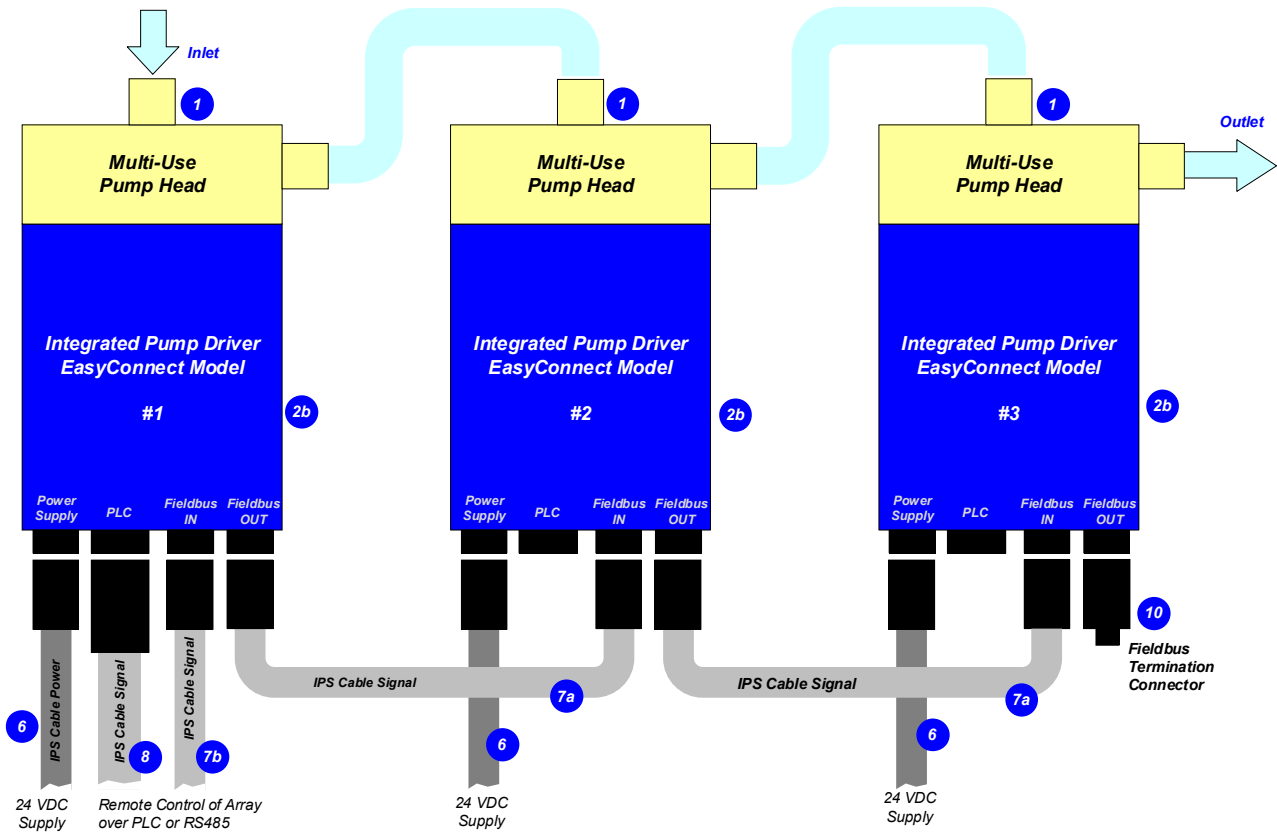 Inlet
1
1
1
Outlet
Multi-Use
Pump Head
Multi-Use
Pump Head
Multi-Use
Pump Head
Integrated Pump Driver
EasyConnect Model
#1
2b
Integrated Pump Driver
EasyConnect Model
#2
2b
Integrated Pump Driver
EasyConnect Model
#3
2b
Power
Supply
PLC
Fieldbus
IN
Fieldbus
OUT
Power
Supply
PLC
Fieldbus
IN
Fieldbus
OUT
Power
Supply
PLC
Fieldbus
IN
Fieldbus
OUT
10
Fieldbus
Termination
Connector
IPS Cable Power
IPS Cable Signal
IPS Cable Signal
IPS Cable Signal
7a
IPS Cable Signal
7a
6
8
7b
6
6
24 VDC
Supply
Remote Control of Array
over PLC or RS485
24 VDC
Supply
24 VDC
Supply